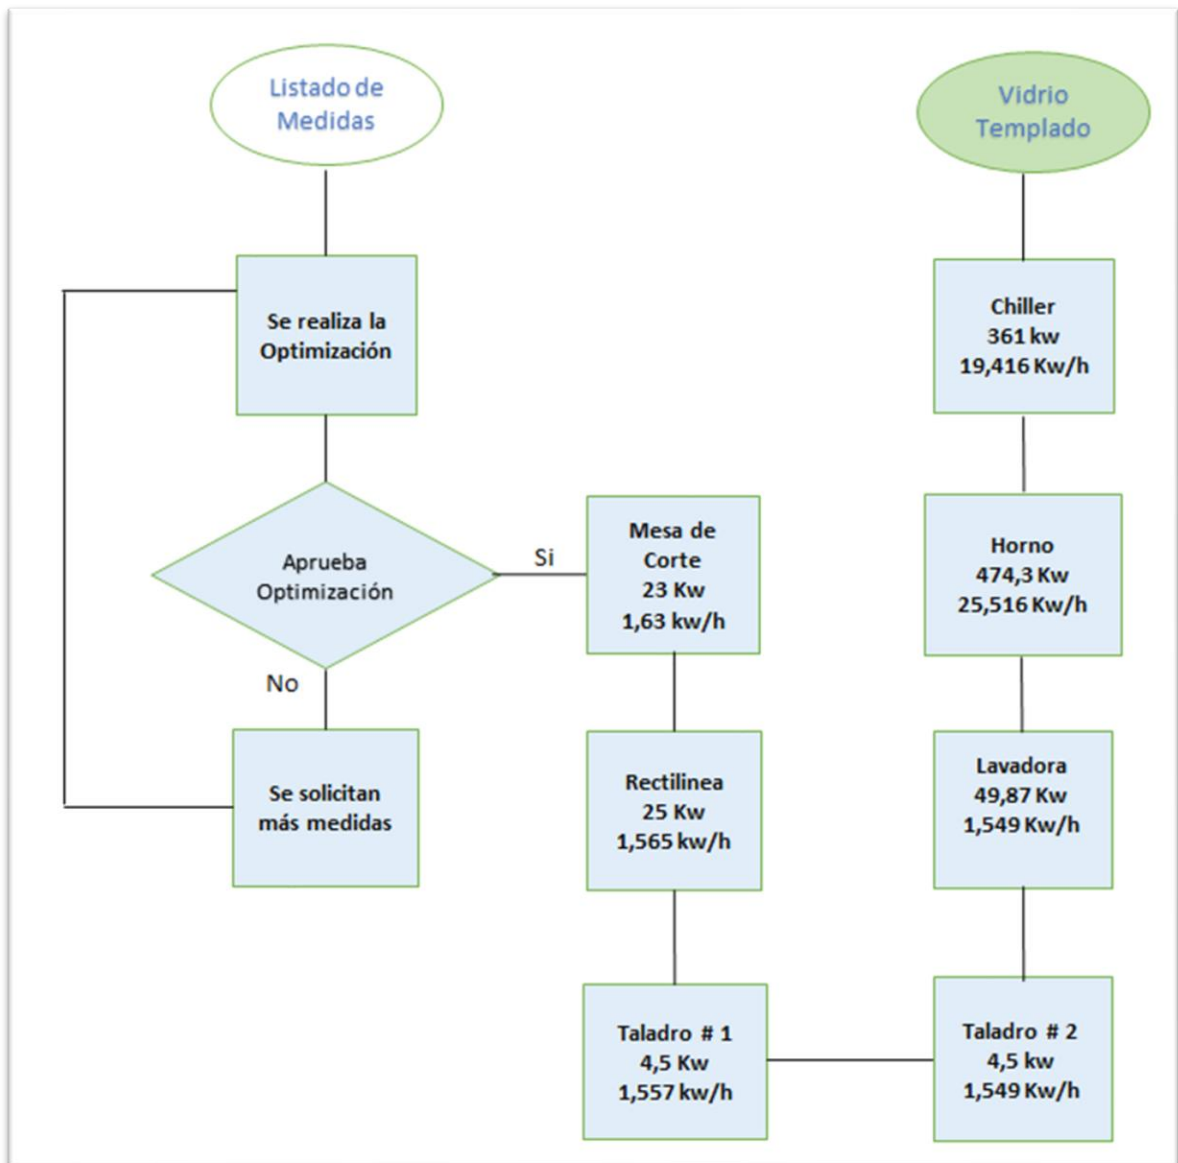 Listado de
Medidas
Se realiza la
Optimización
Aprueba
Optimización
No
Se solicitan
más medidas
Si
Mesa de
Corte
23 Kw
1,63 kw/h
Rectilinea
25 Kw
1,565 kw/h
Taladro # 1
4,5 Kw
1,557 kw/h
Taladro # 2
4,5 kw
1,549 Kw/h
Lavadora
49,87 Kw
1,549 Kw/h
Horno
474,3 Kw
25,516 Kw/h
Chiller
361 kw
19,416 Kw/h
Vidrio
Templado